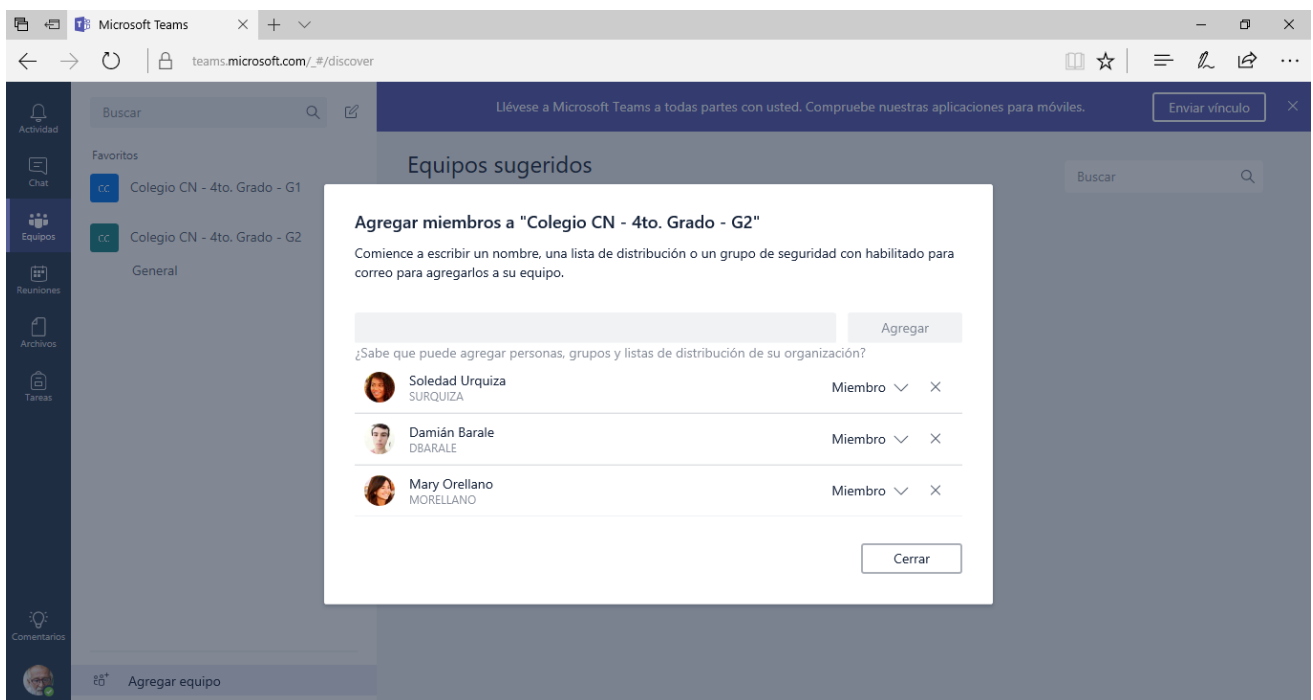 Microsoft Teams
teams.microsoft.com/_#/discover
Llévese a Microsoft Teams a todas partes con usted. Compruebe nuestras aplicaciones para móviles.
Enviar vínculo
Actividad
Chat
Equipos
Reuniones
Archivos
Tareas
Comentarios
Buscar
Favoritos
CC Colegio CN - 4to. Grado - G1
CC Colegio CN - 4to. Grado - G2
General
Agregar equipo
Equipos sugeridos
Buscar
Agregar miembros a "Colegio CN - 4to. Grado - G2"
Comience a escribir un nombre, una lista de distribución o un grupo de seguridad con habilitado para
correo para agregarlos a su equipo.
Agregar
¿Sabe que puede agregar personas, grupos y listas de distribución de su organización?
Soledad Urquiza
SURQUIZA
Miembro
Damián Barale
DBARALE
Miembro
Mary Orellano
MORELLANO
Miembro
Cerrar